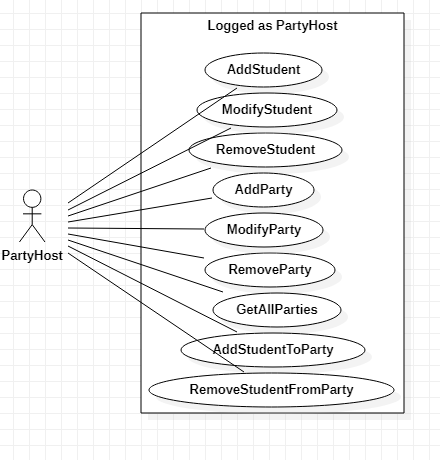 Logged as PartyHost
AddStudent
ModifyStudent
RemoveStudent
AddParty
ModifyParty
PartyHost
RemoveParty
GetAllParties
AddStudentToParty
RemoveStudentFromParty